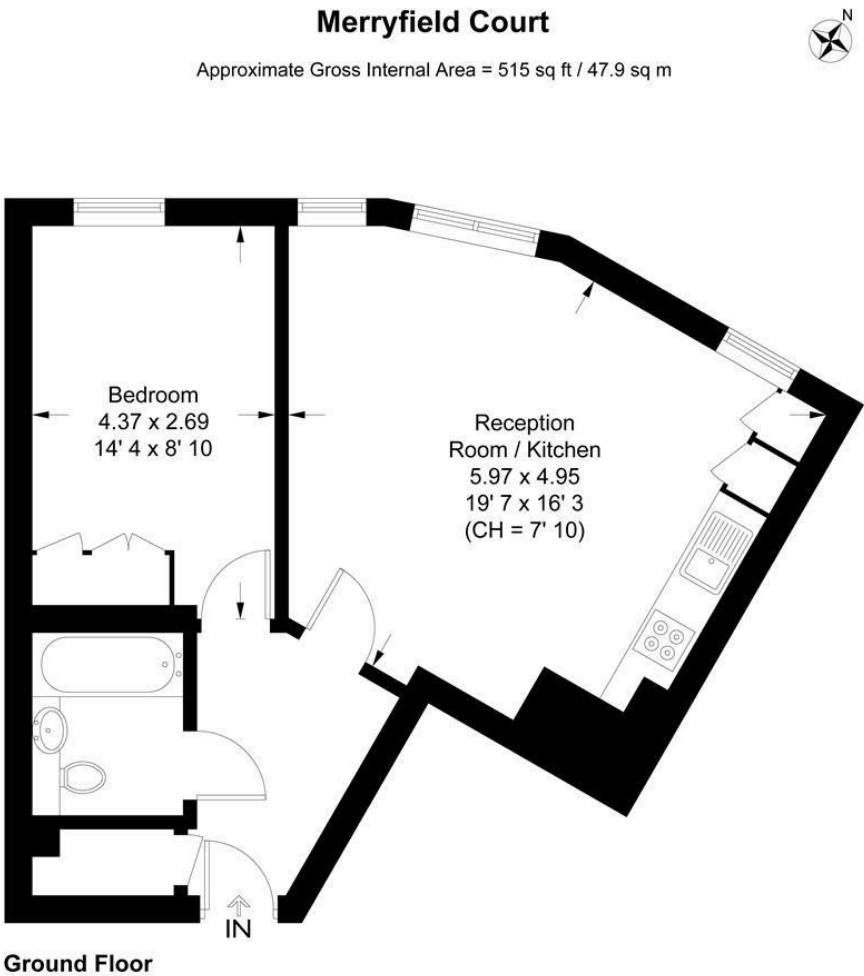 Merryfield Court
N
Approximate Gross Internal Area = 515 sq ft / 47.9 sq m
Bedroom
4.37 x 2.69
14' 4 x 8' 10
Reception
Room / Kitchen
5.97 x 4.95
19' 7 x 16' 3
(CH = 7' 10)
IN
Ground Floor